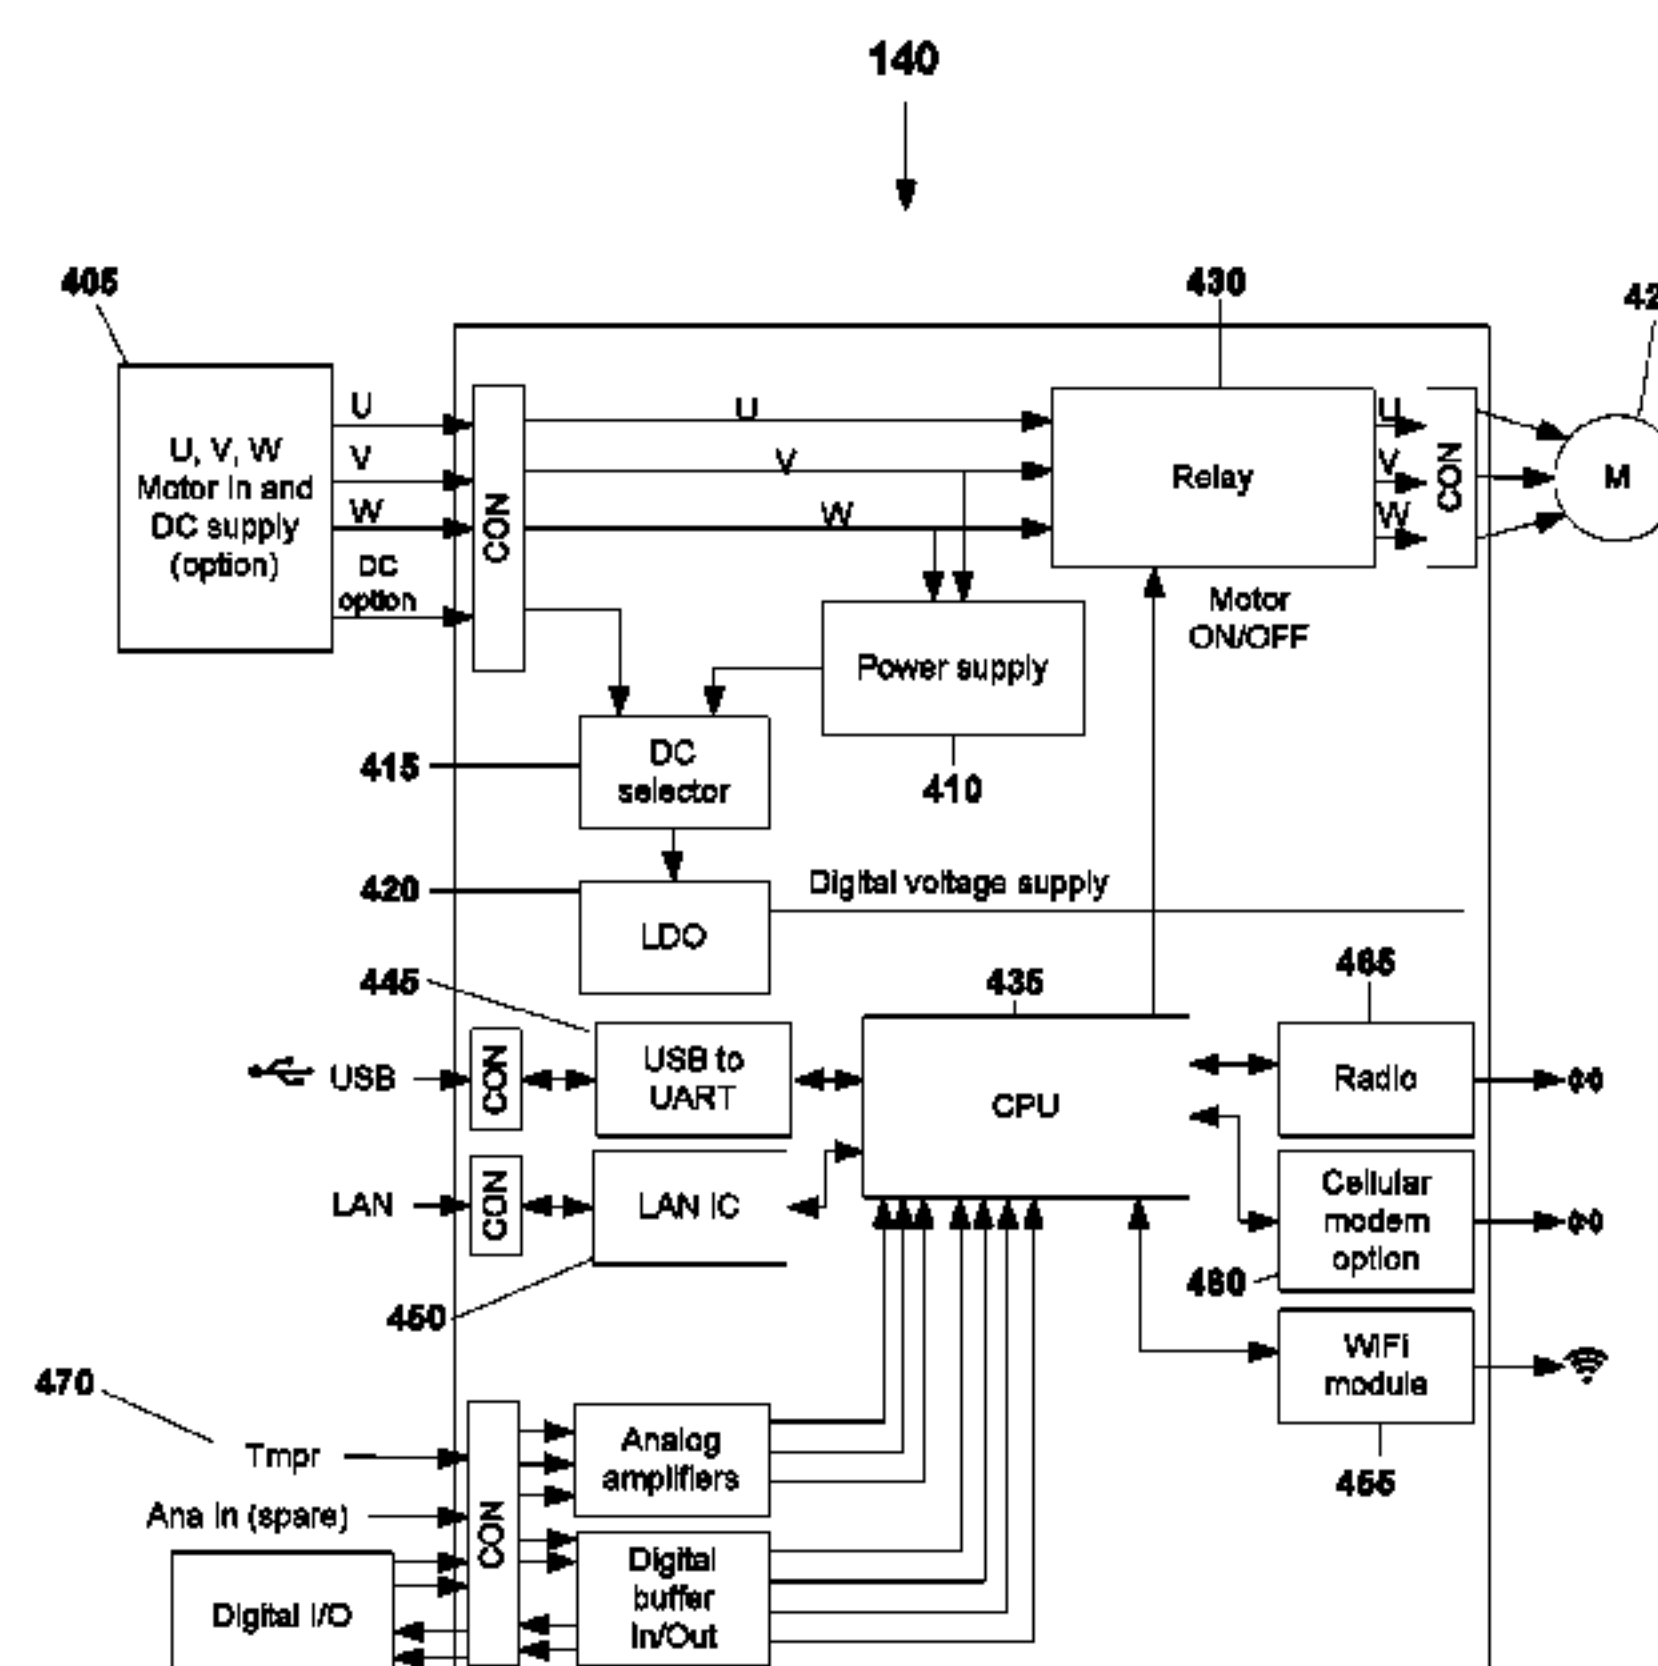 140
405
430
42
U, V, W
Motor in and
DC supply
(option)
U
V
W
DC
option
CON
U
V
W
Relay
U
V
W
CON
M
Motor
ON/OFF
Power supply
410
415
DC
selector
420
LDO
Digital voltage supply
445
435
465
USB
CON
USB to
UART
CPU
Radio
LAN
CON
LAN IC
Cellular
modem
option
460
450
WiFi
module
455
470
Tmpr
Ana in (spare)
CON
Analog
amplifiers
Digital I/O
Digital
buffer
In/Out